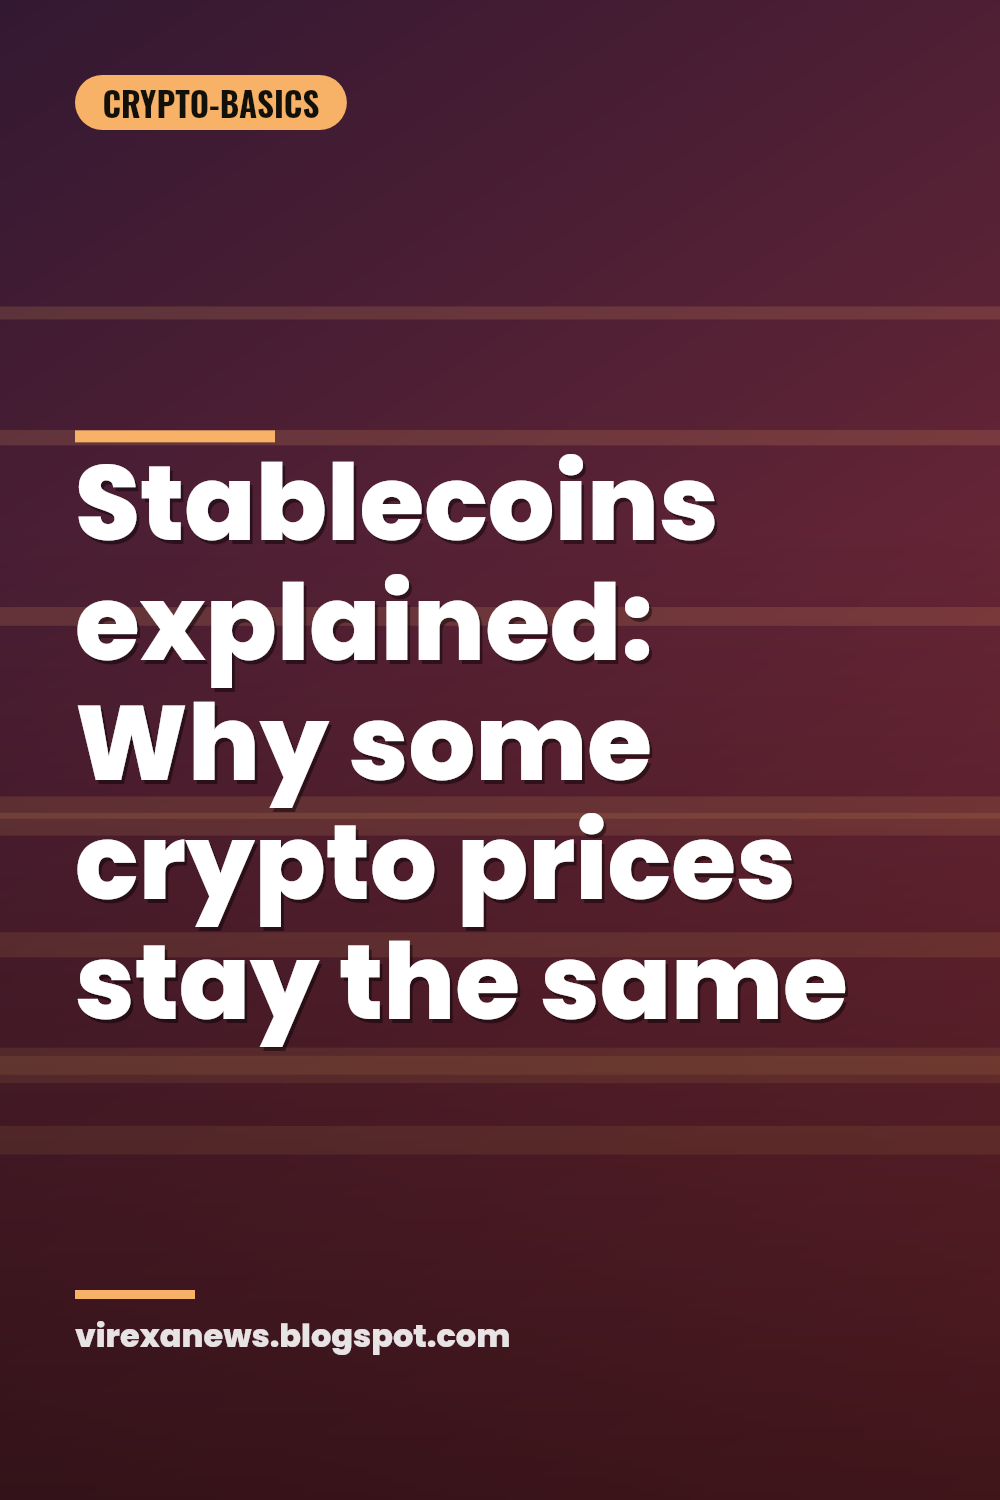 CRYPTO-BASICS
Stablecoins
explained:
Why some
crypto prices
stay the same
virexanews.blogspot.com